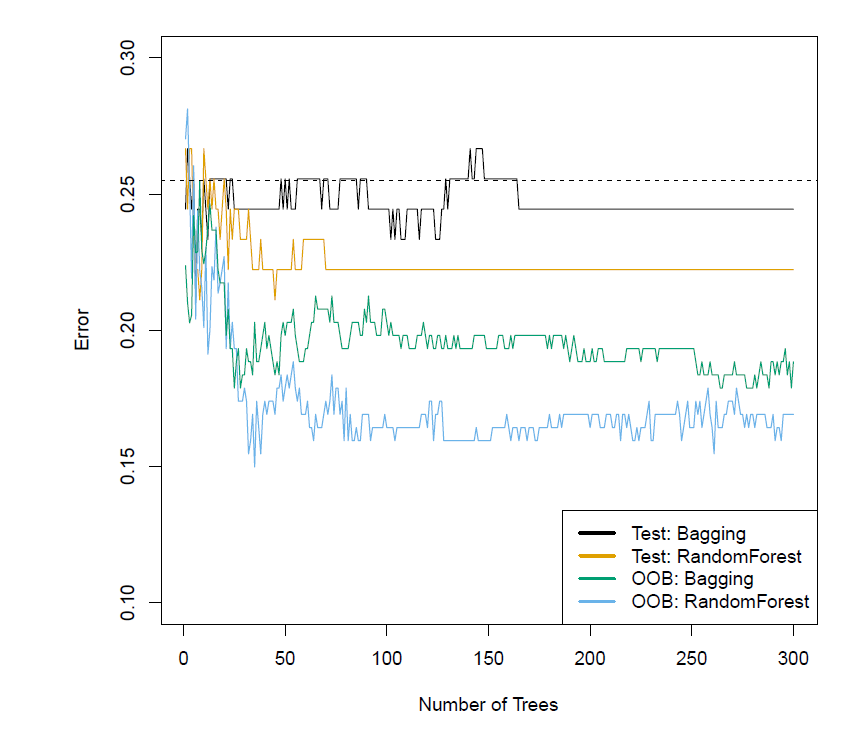 0.30
0.25
0.20
0.15
0.10
Error
0
50
100
150
200
250
300
Number of Trees
Test: Bagging
Test: RandomForest
OOB: Bagging
OOB: RandomForest